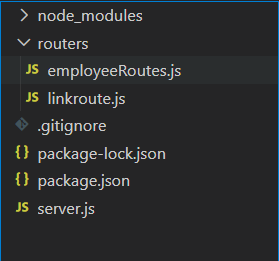 node_modules
routers
JS employeeRoutes.js
JS linkroute.js
.gitignore
{} package-lock.json
{} package.json
JS server.js